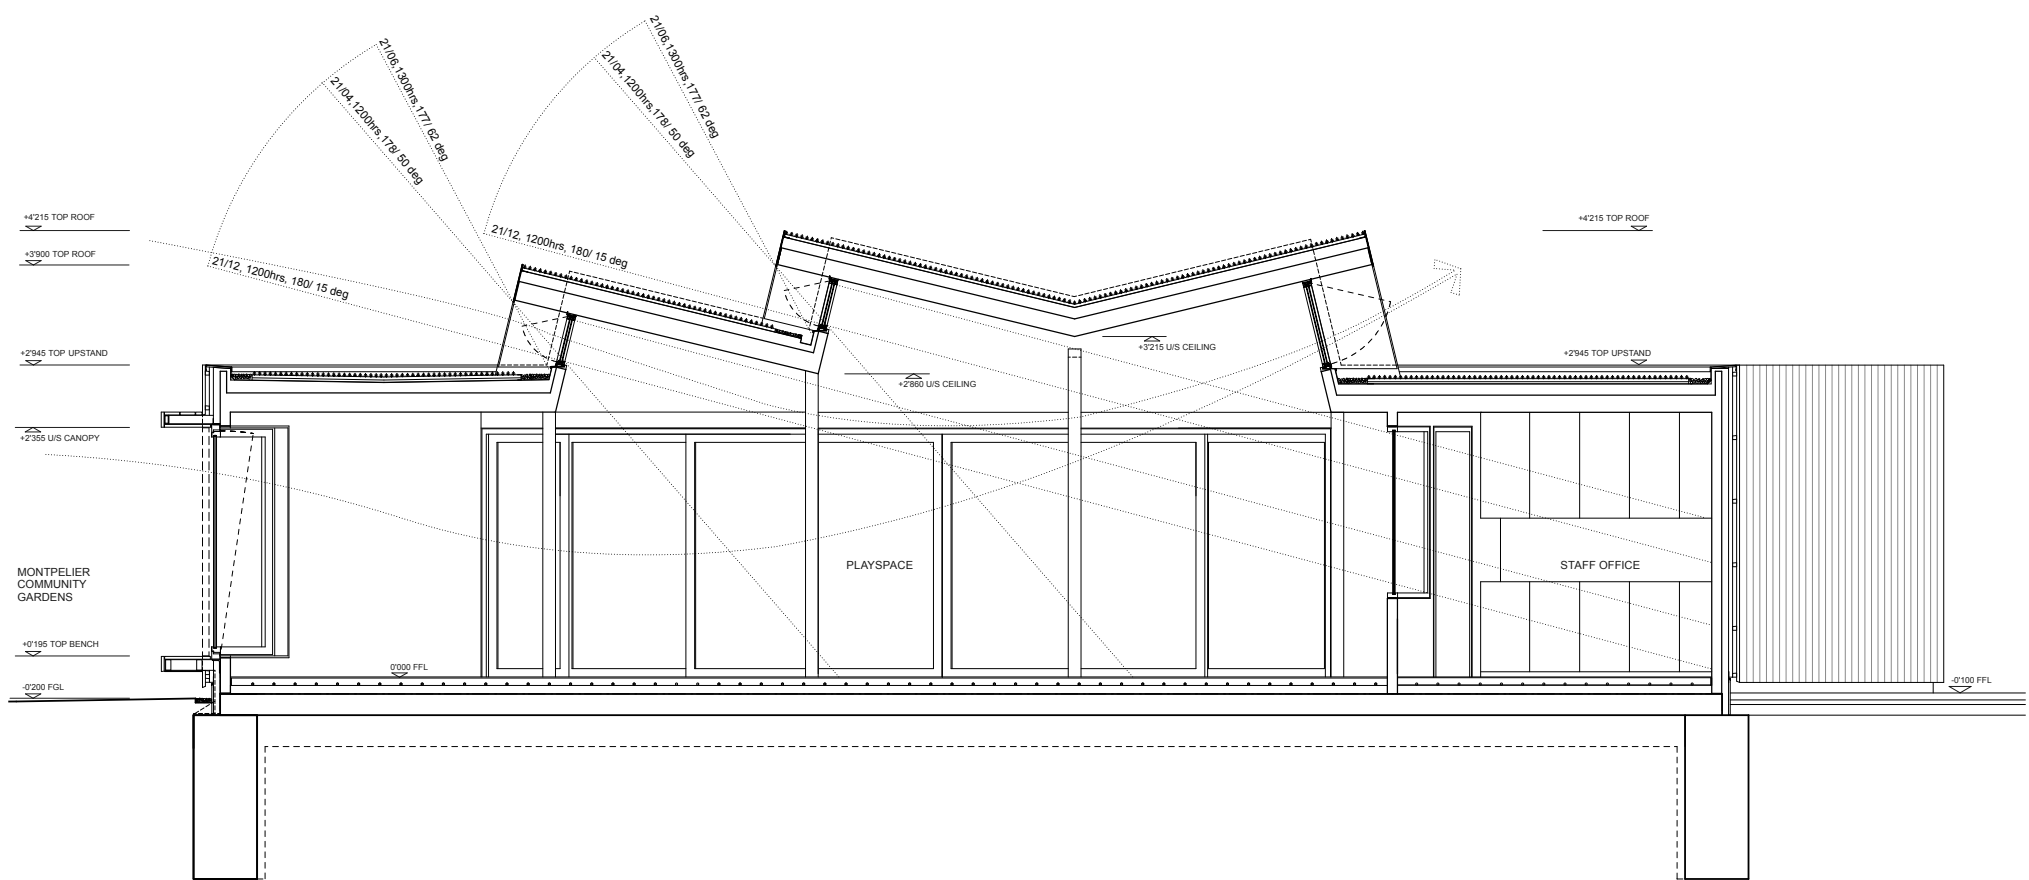 21/06,1300hrs,177/ 62 deg
21/04,1200hrs,178/ 50 deg
21/12, 1200hrs, 180/ 15 deg
21/06,1300hrs,177/ 62 deg
21/04,1200hrs,178/ 50 deg
21/12, 1200hrs, 180/ 15 deg
+4'215 TOP ROOF
+3'900 TOP ROOF
+2'945 TOP UPSTAND
+2'355 U/S CANOPY
MONTPELIER
COMMUNITY
GARDENS
+0'195 TOP BENCH
-0'200 FGL
0'000 FFL
+2'860 U/S CEILING
+3'215 U/S CEILING
PLAYSPACE
STAFF OFFICE
+4'215 TOP ROOF
+2'945 TOP UPSTAND
-0'100 FFL